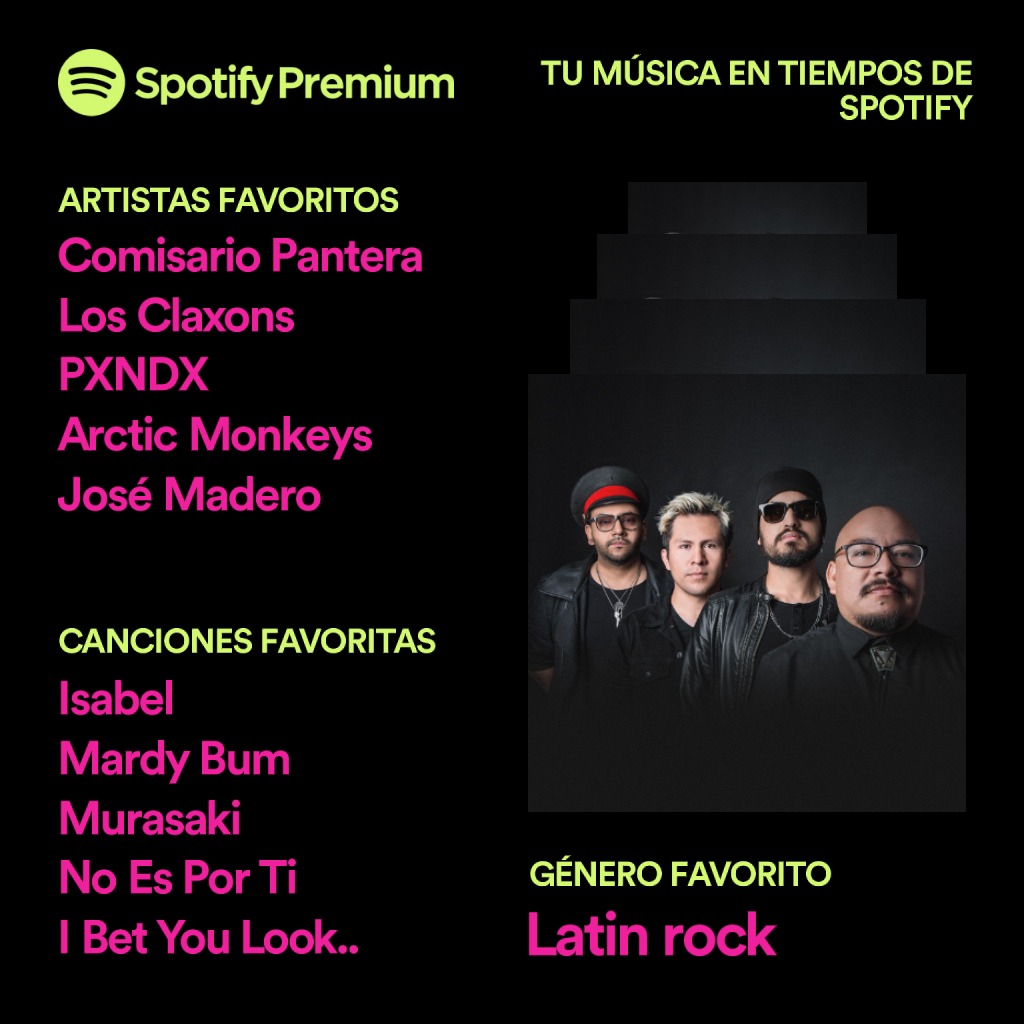 Spotify Premium
TU MÚSICA EN TIEMPOS DE
SPOTIFY
ARTISTAS FAVORITOS
Comisario Pantera
Los Claxons
PXNDX
Arctic Monkeys
José Madero
CANCIONES FAVORITAS
Isabel
Mardy Bum
Murasaki
No Es Por Ti
I Bet You Look..
GÉNERO FAVORITO
Latin rock